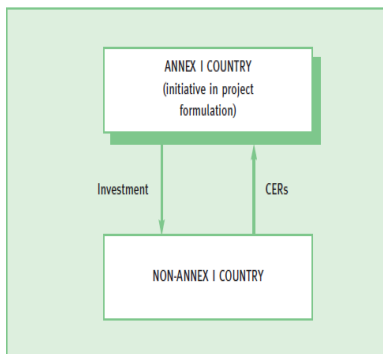 ANNEX I COUNTRY
(initiative in project
formulation)
Investment
CERs
NON-ANNEX I COUNTRY